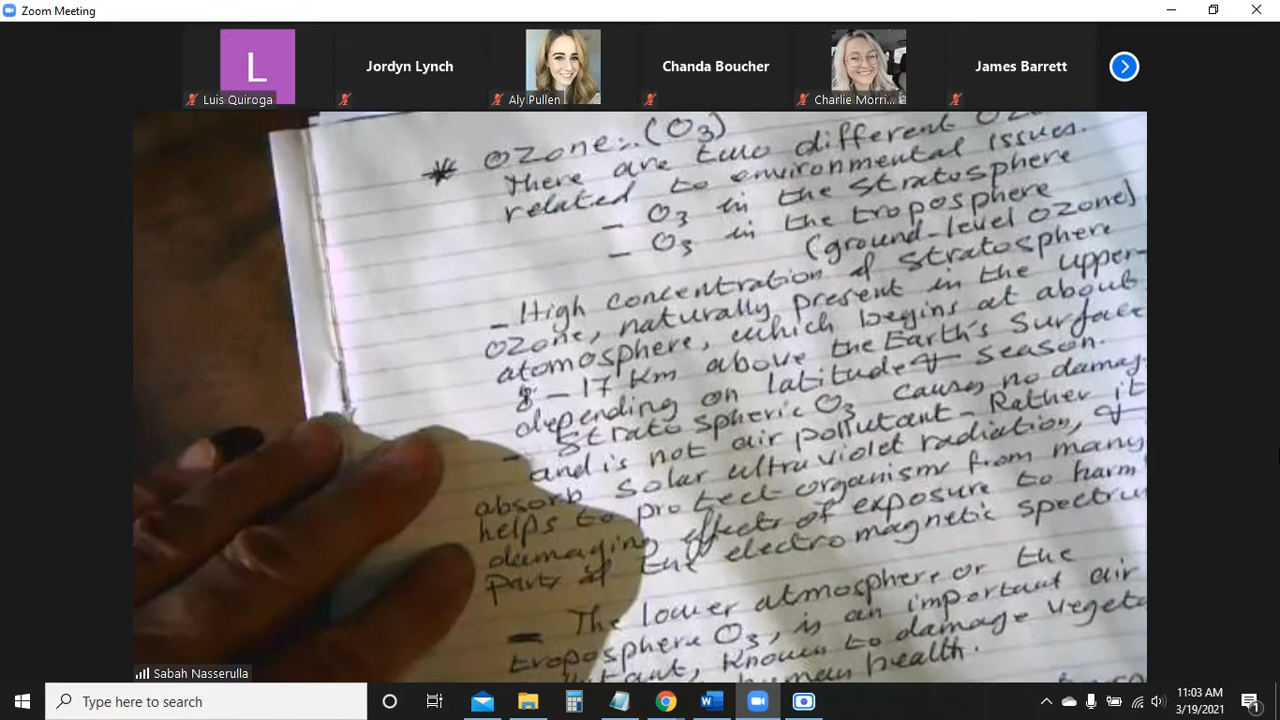 Zoom Meeting
L
Luis Quiroga
Jordyn Lynch
Aly Pullen
Chanda Boucher
Charlie Morri...
James Barrett
* Ozone:. (O3)
There are two different
related to environmental issues.
- O3 in the stratosphere
- O3 in the troposphere
(ground-level Ozone)
- High concentration of stratosphere
Ozone, naturally present in the upper-
atomosphere, which begins at about
8-17 Km above the Earth's Surface
depending on latitude & season.
- Stratospheric O3 causes no damag
and is not air pollutant - Rather it
absorb solar ultraviolet radiation, &
helps to protect organisms from many
damaging effects of exposure to harm
Parts of the electromagnetic spectru
- The lower atmosphere or the
troposphere O3, is an important air
known to damage vegeta
human health.
Sabah Nasserulla
Type here to search
11:03 AM
3/19/2021
1